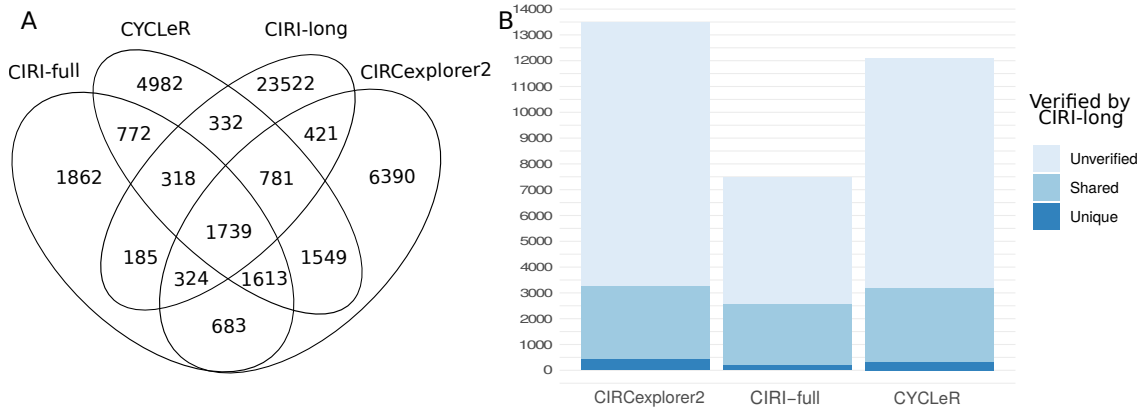 A
CYCLeR
CIRI-long
CIRI-full
CIRCexplorer2
4982
23522
772
332
421
1862
318
781
6390
1739
185
324
1613
1549
683
B
14000
13000
12000
11000
10000
9000
8000
7000
6000
5000
4000
3000
2000
1000
0
CIRCexplorer2
CIRI−full
CYCLeR
Verified by
CIRI-long
Unverified
Shared
Unique